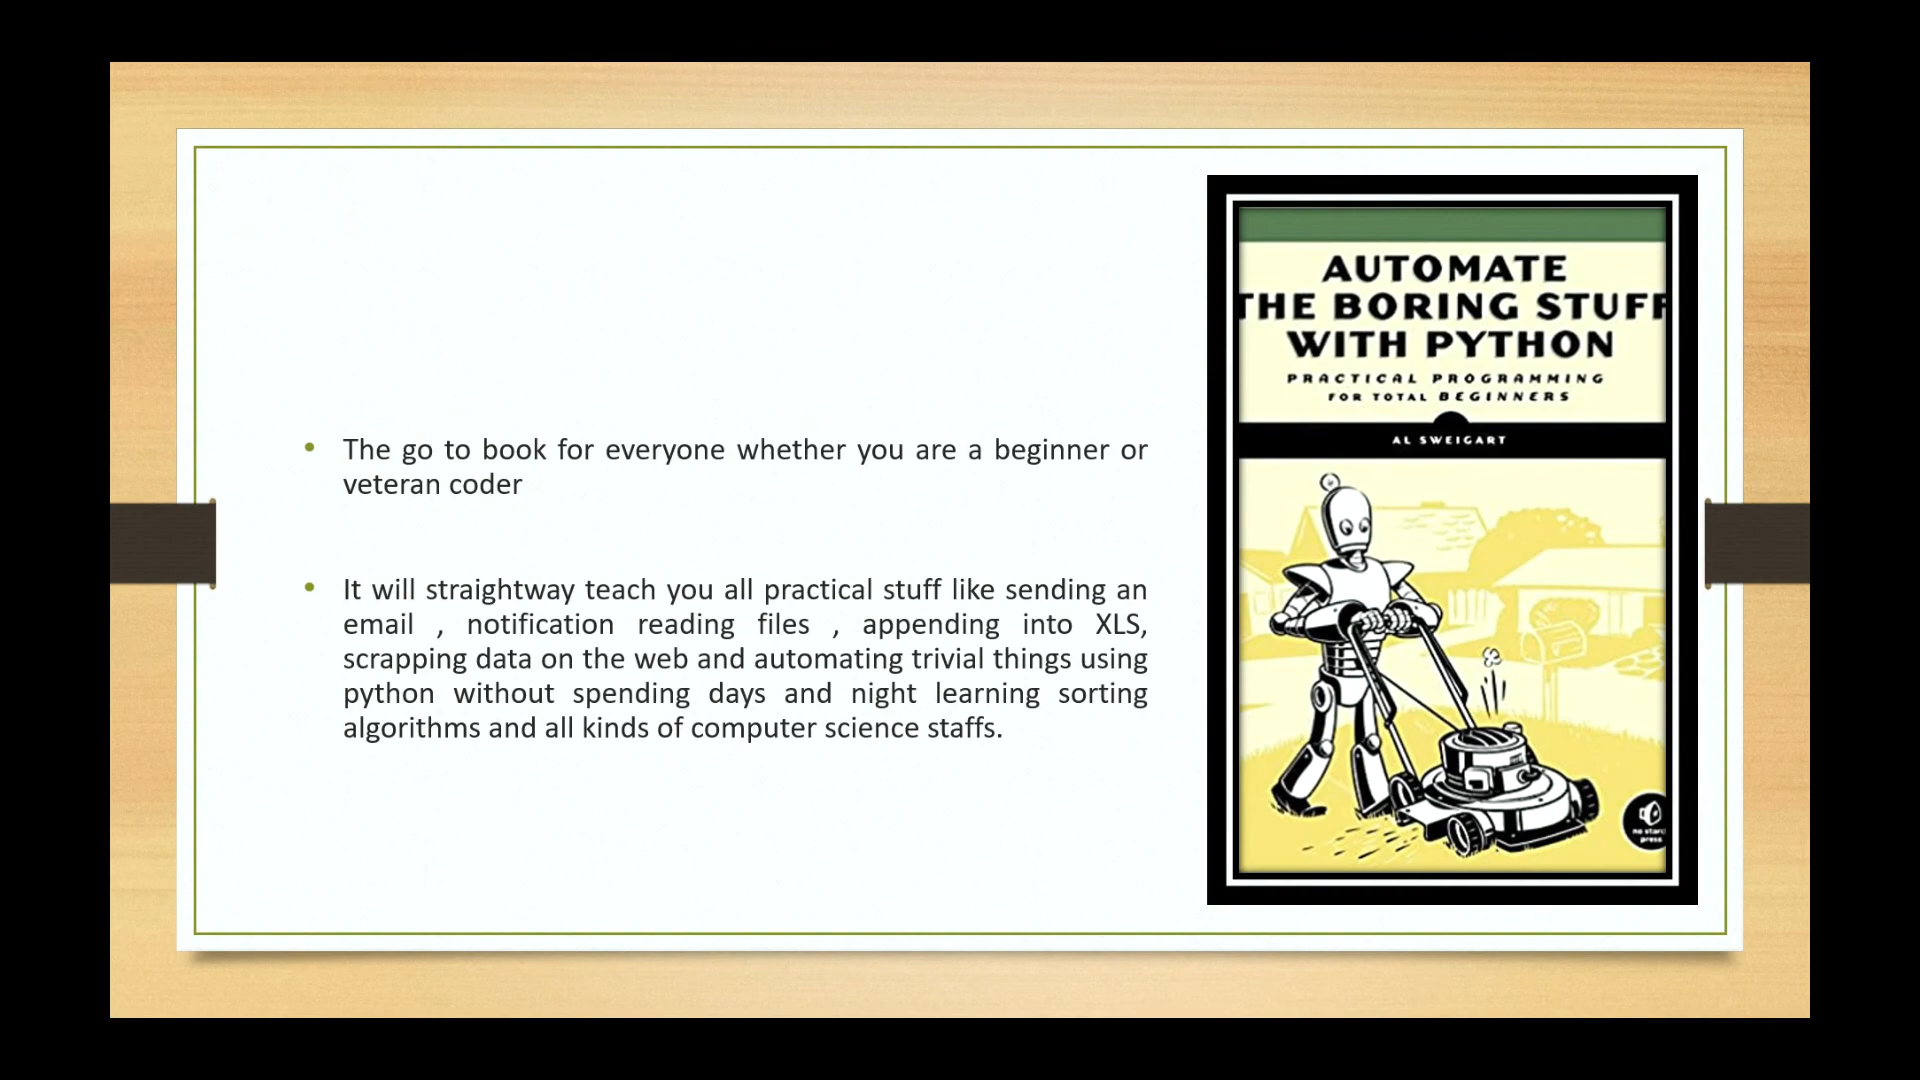 • The go to book for everyone whether you are a beginner or
veteran coder
• It will straightway teach you all practical stuff like sending an
email , notification reading files , appending into XLS,
scrapping data on the web and automating trivial things using
python without spending days and night learning sorting
algorithms and all kinds of computer science staffs.
AUTOMATE
THE BORING STUFF
WITH PYTHON
PRACTICAL PROGRAMMING
FOR TOTAL BEGINNERS
AL SWEIGART
no starch
press